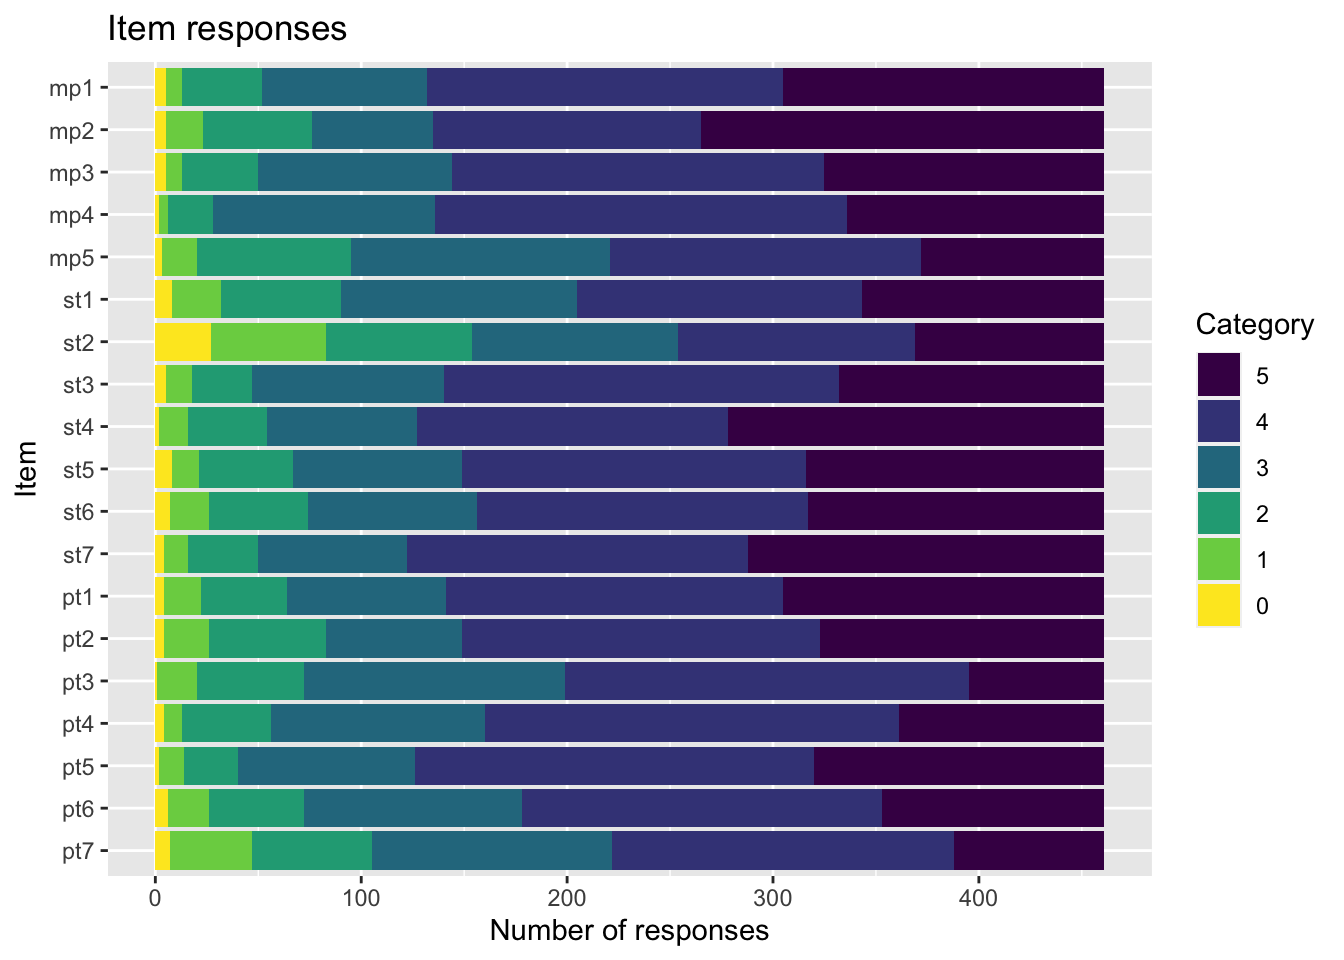 Item responses
mp1
mp2
mp3
mp4
mp5
st1
st2
st3
st4
st5
st6
st7
pt1
pt2
pt3
pt4
pt5
pt6
pt7
Item
0 100 200 300 400
Number of responses
Category
5
4
3
2
1
0